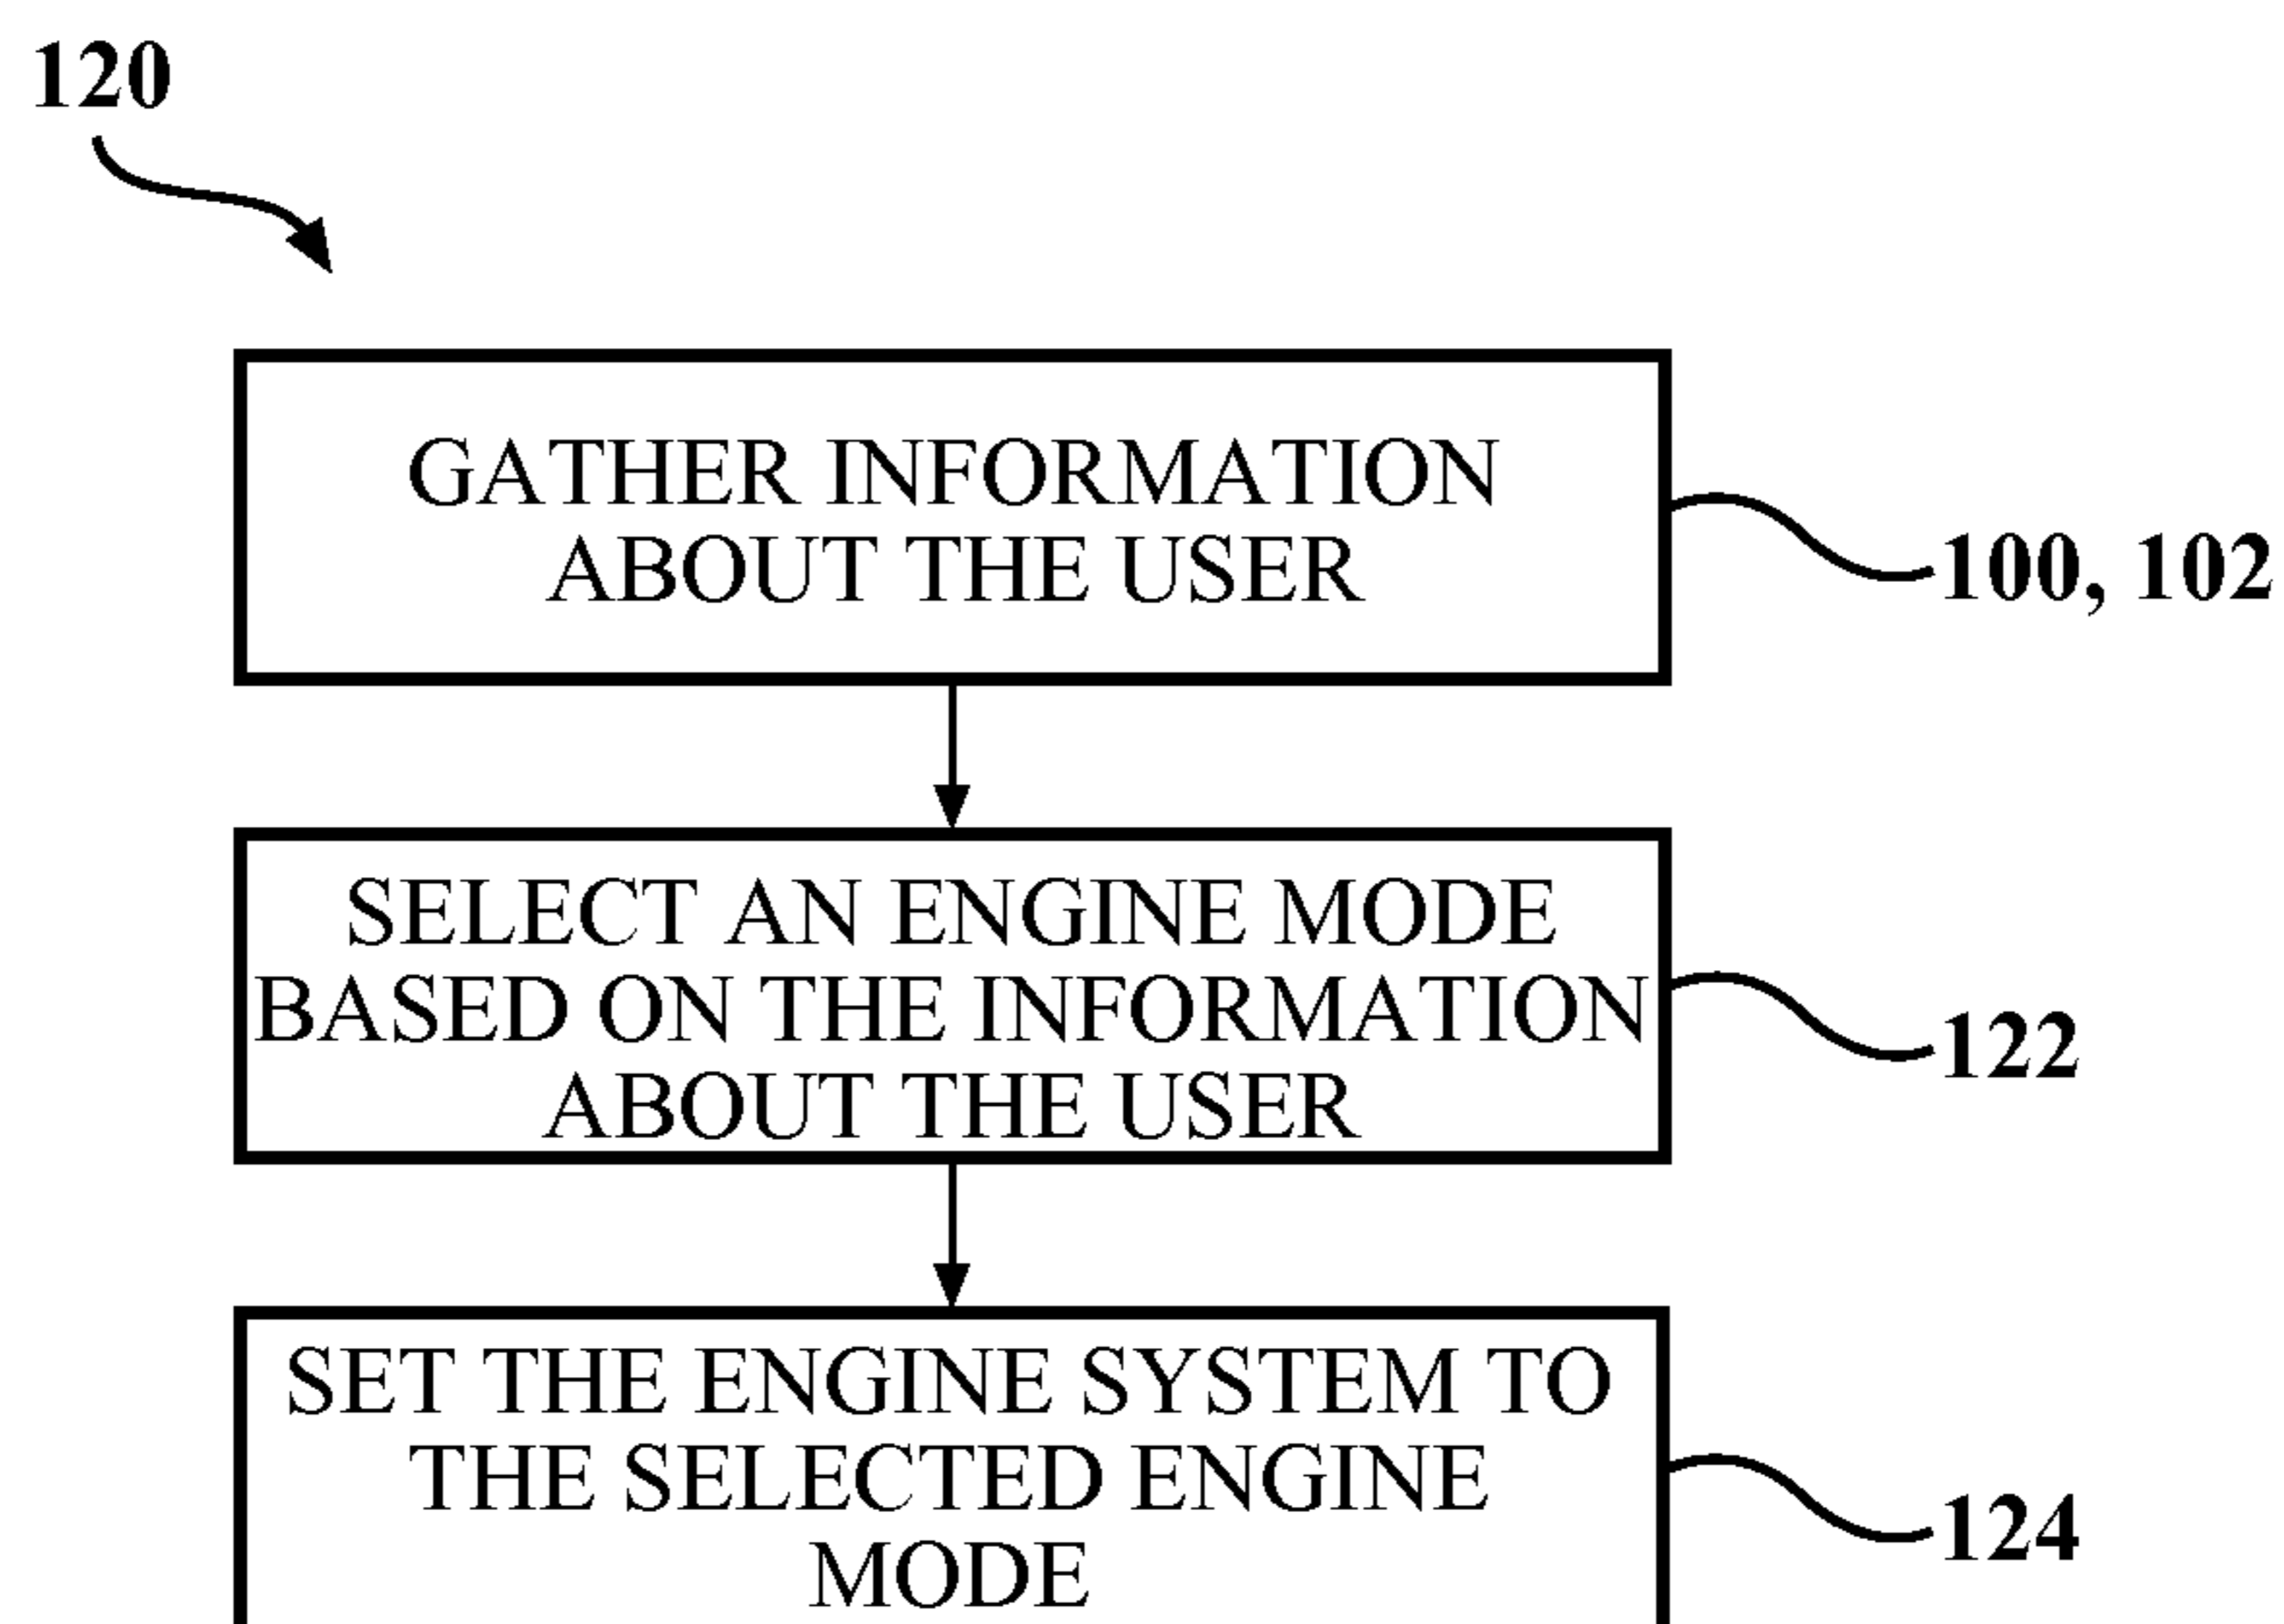 120
GATHER INFORMATION
ABOUT THE USER
100, 102
SELECT AN ENGINE MODE
BASED ON THE INFORMATION
ABOUT THE USER
122
SET THE ENGINE SYSTEM TO
THE SELECTED ENGINE
MODE
124